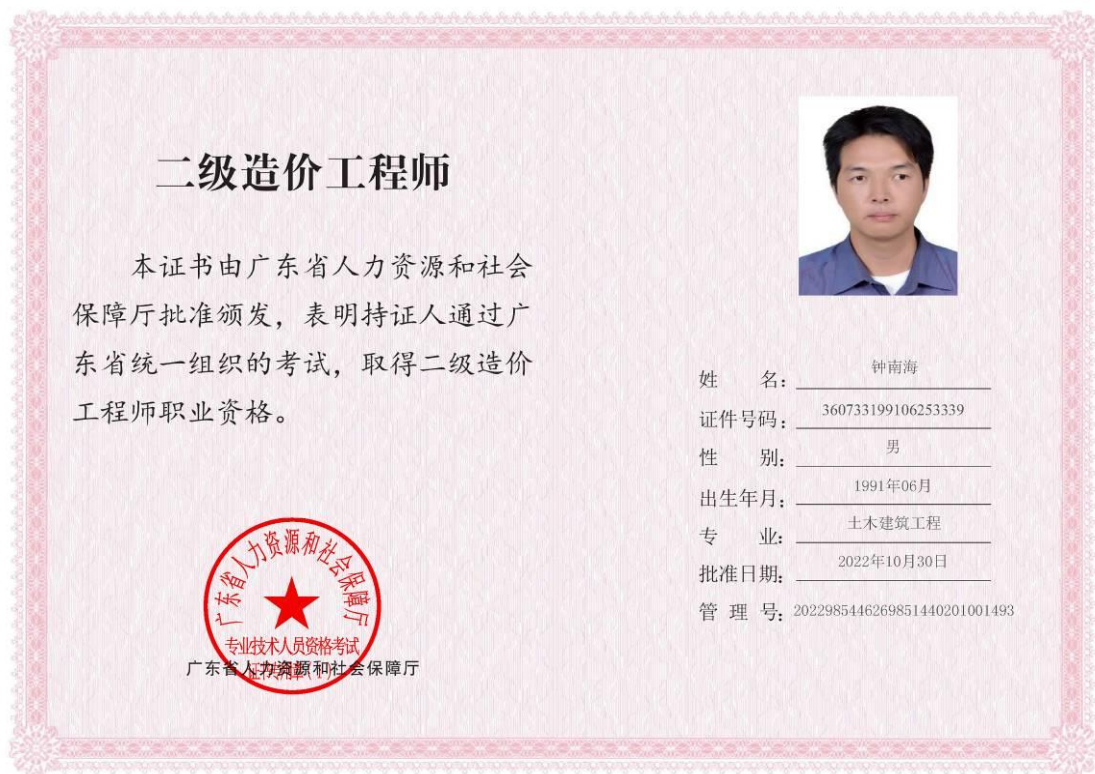 二级造价工程师
本证书由广东省人力资源和社会
保障厅批准颁发，表明持证人通过广
东省统一组织的考试，取得二级造价
工程师职业资格。
广东省人力资源和社会保障厅
专业技术人员资格考试
广东省人力资源和社会保障厅
姓 名：钟南海
证件号码：360733199106253339
性 别：男
出生年月：1991年06月
专 业：土木建筑工程
批准日期：2022年10月30日
管 理 号：20229854462698514402010​01493